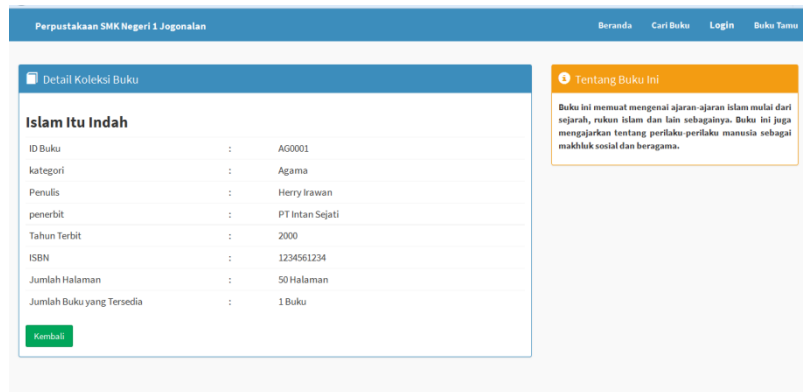 Perpustakaan SMK Negeri 1 Jogonalan
Beranda Cari Buku Login Buku Tamu
Detail Koleksi Buku
Islam Itu Indah
ID Buku : AG0001
kategori : Agama
Penulis : Herry Irawan
penerbit : PT Intan Sejati
Tahun Terbit : 2000
ISBN : 1234561234
Jumlah Halaman : 50 Halaman
Jumlah Buku yang Tersedia : 1 Buku
Kembali
Tentang Buku Ini
Buku ini memuat mengenai ajaran-ajaran islam mulai dari
sejarah, rukun islam dan lain sebagainya. Buku ini juga
mengajarkan tentang perilaku-perilaku manusia sebagai
makhluk sosial dan beragama.